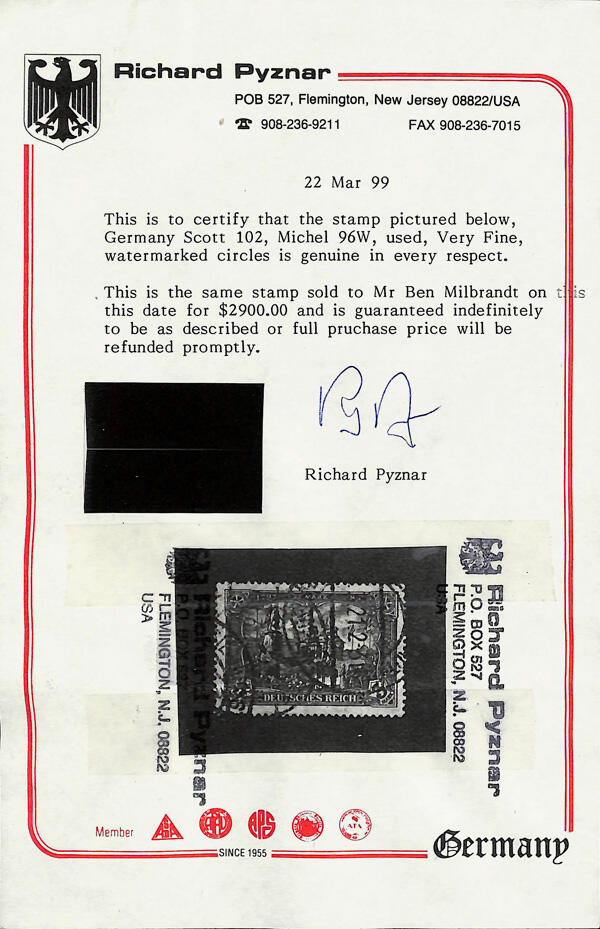 Richard Pyznar
POB 527, Flemington, New Jersey 08822/USA
☎ 908-236-9211 FAX 908-236-7015
22 Mar 99
This is to certify that the stamp pictured below,
Germany Scott 102, Michel 96W, used, Very Fine,
watermarked circles is genuine in every respect.
This is the same stamp sold to Mr Ben Milbrandt on this
this date for $2900.00 and is guaranteed indefinitely
to be as described or full pruchase price will be
refunded promptly.
Richard Pyznar
Richard Pyznar
P.O. BOX 527
FLEMINGTON, N.J. 08822
USA
DEUTSCHES REICH
Richard Pyznar
P.O. BOX 527
FLEMINGTON, N.J. 08822
USA
Member ASDA APS ATA
SINCE 1955
Germany